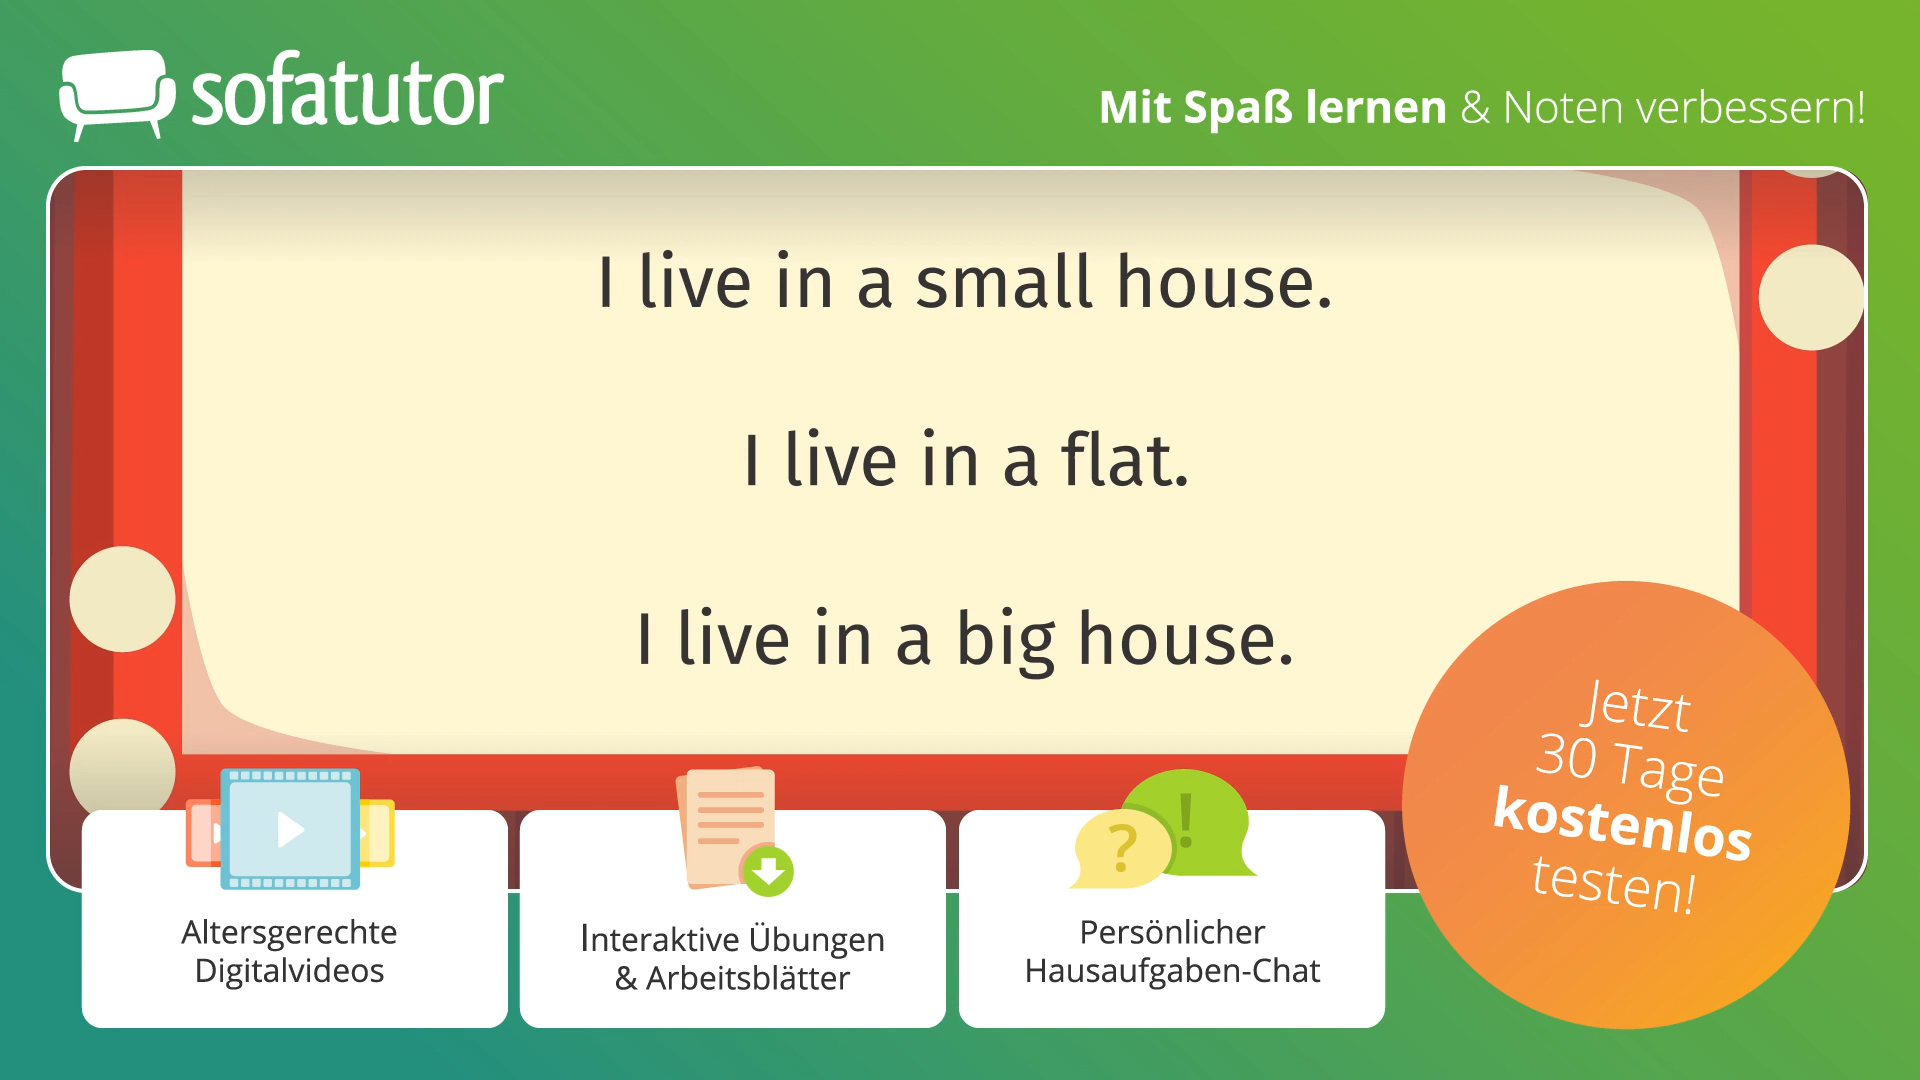 sofatutor
Mit Spaß lernen & Noten verbessern!
I live in a small house.
I live in a flat.
I live in a big house.
Jetzt
30 Tage
kostenlos
testen!
?
!
Altersgerechte
Digitalvideos
Interaktive Übungen
& Arbeitsblätter
Persönlicher
Hausaufgaben-Chat